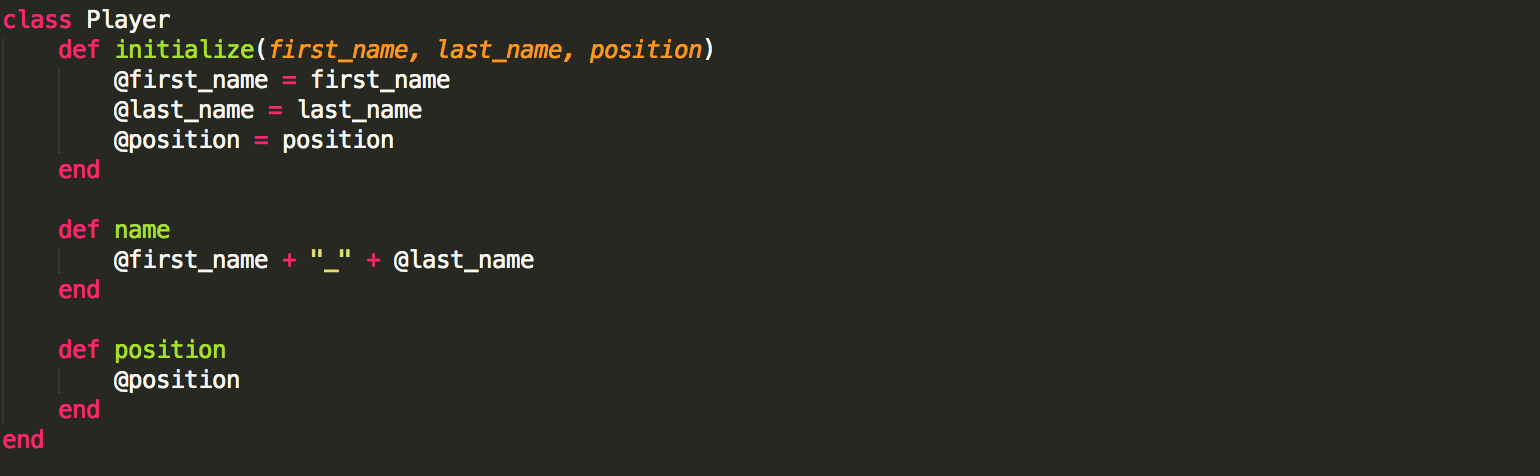 class Player
    def initialize(first_name, last_name, position)
        @first_name = first_name
        @last_name = last_name
        @position = position
    end

    def name
        @first_name + "_" + @last_name
    end

    def position
        @position
    end
end